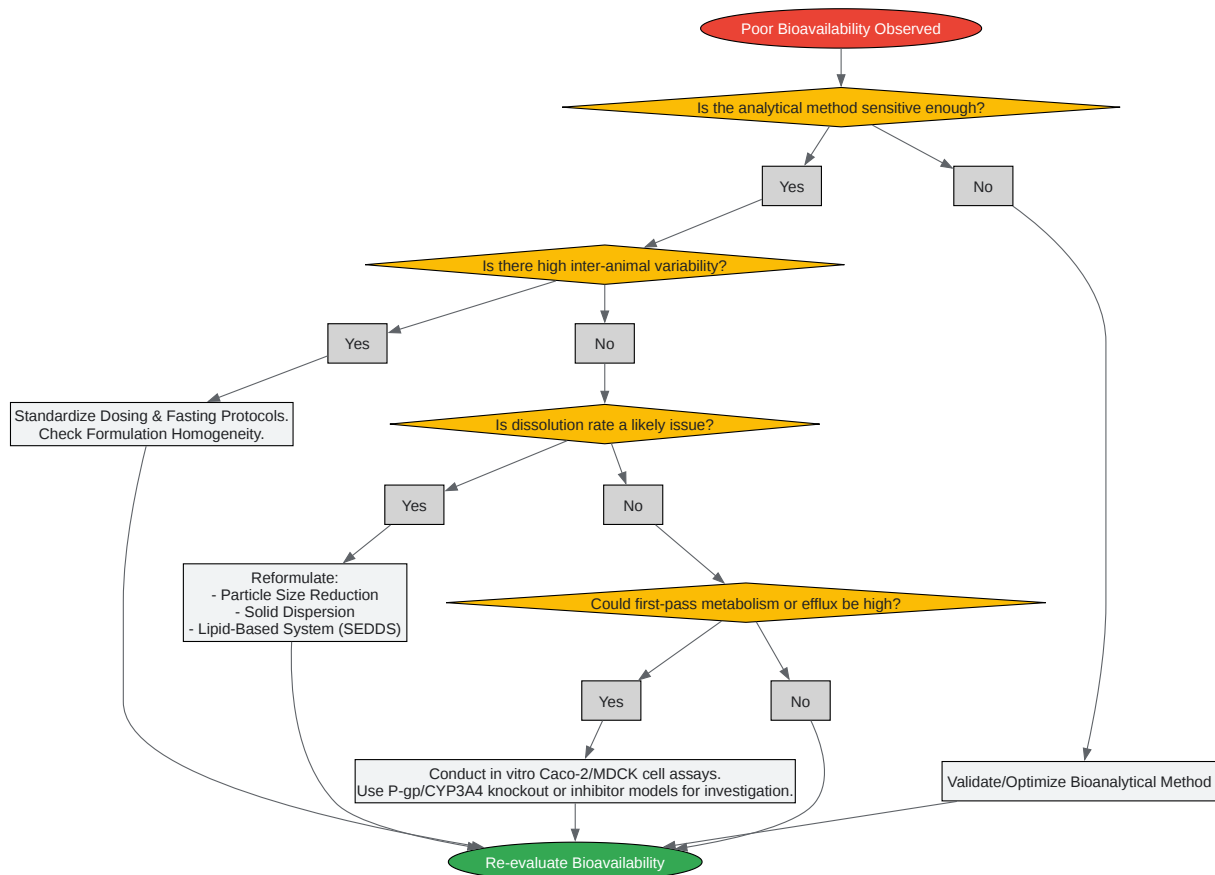 Poor Bioavailability Observed
Is the analytical method sensitive enough?
Yes
No
Is there high inter-animal variability?
Yes
No
Standardize Dosing & Fasting Protocols.
Check Formulation Homogeneity.
Is dissolution rate a likely issue?
Yes
No
Reformulate:
- Particle Size Reduction
- Solid Dispersion
- Lipid-Based System (SEDDS)
Could first-pass metabolism or efflux be high?
Yes
No
Conduct in vitro Caco-2/MDCK cell assays.
Use P-gp/CYP3A4 knockout or inhibitor models for investigation.
Validate/Optimize Bioanalytical Method
Re-evaluate Bioavailability